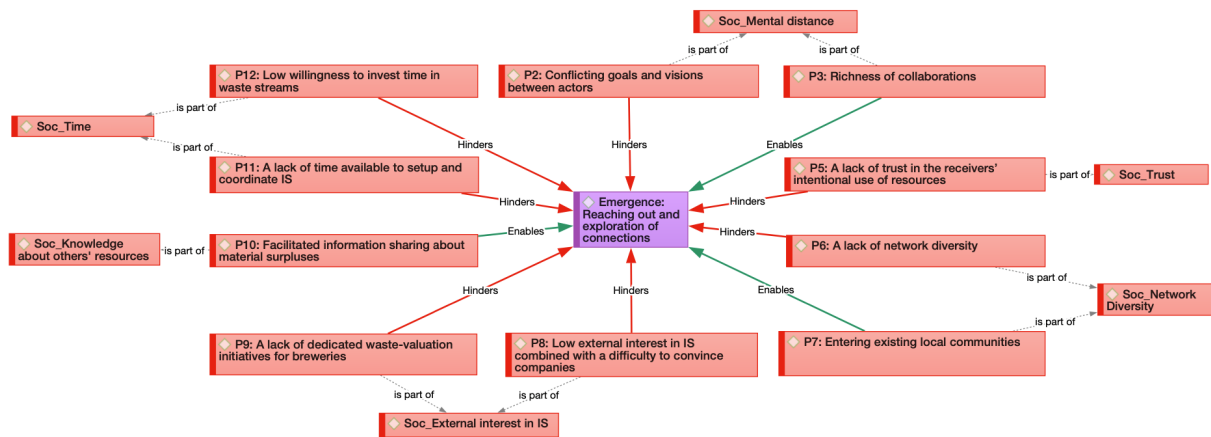 Soc_Mental distance
is part of
is part of
P12: Low willingness to invest time in
waste streams
P2: Conflicting goals and visions
between actors
P3: Richness of collaborations
is part of
Soc_Time
Hinders
Hinders
Enables
is part of
P11: A lack of time available to setup and
coordinate IS
P5: A lack of trust in the receivers'
intentional use of resources
is part of
Soc_Trust
Hinders
Hinders
Emergence:
Reaching out and
exploration of
connections
Soc_Knowledge
about others' resources
is part of
P10: Facilitated information sharing about
material surpluses
Enables
Hinders
P6: A lack of network diversity
is part of
Hinders
Hinders
Enables
Soc_Network
Diversity
is part of
P9: A lack of dedicated waste-valuation
initiatives for breweries
P8: Low external interest in IS
combined with a difficulty to convince
companies
P7: Entering existing local communities
is part of
is part of
Soc_External interest in IS